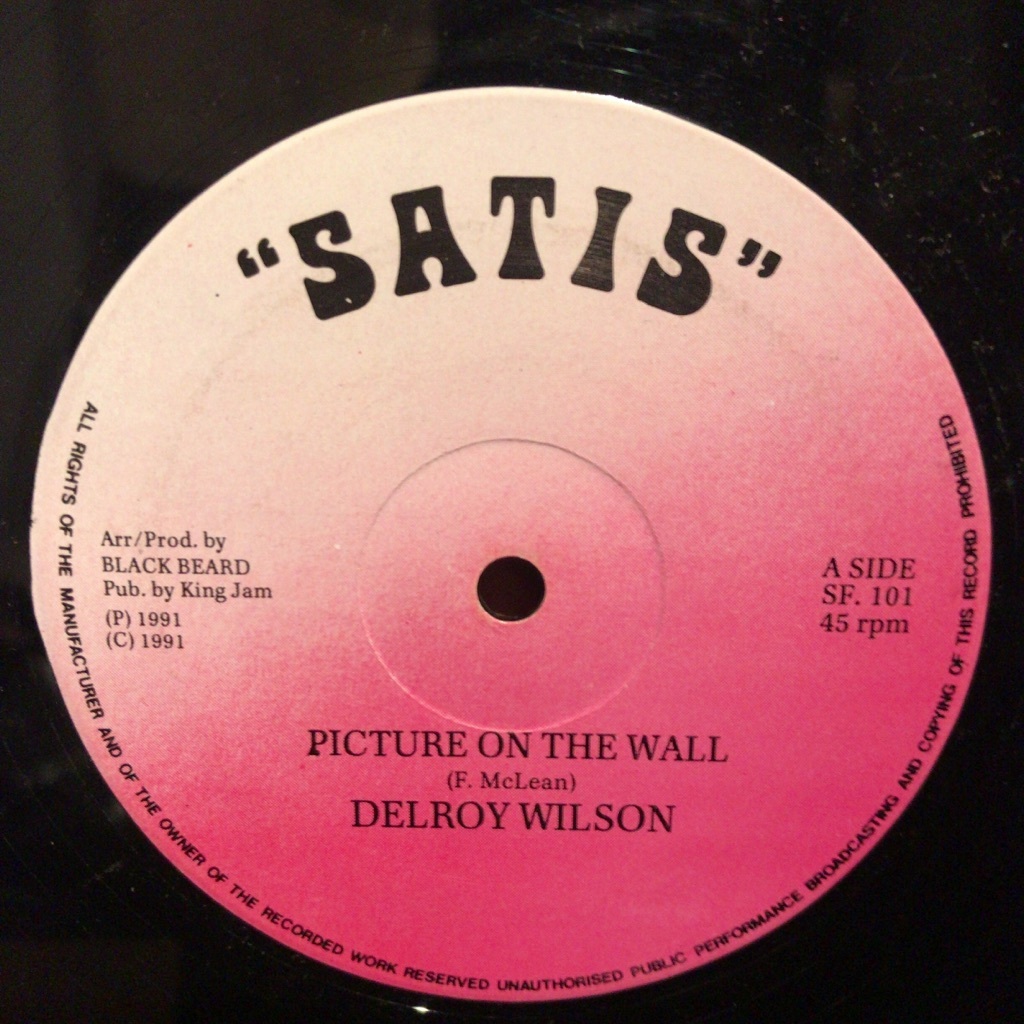 "SATIS"
Arr/Prod. by
BLACK BEARD
Pub. by King Jam
(P) 1991
(C) 1991
A SIDE
SF. 101
45 rpm
PICTURE ON THE WALL
(F. McLean)
DELROY WILSON
ALL RIGHTS OF THE MANUFACTURER AND OF THE OWNER OF THE RECORDED WORK RESERVED UNAUTHORISED PUBLIC PERFORMANCE BROADCASTING AND COPYING OF THIS RECORD PROHIBITED